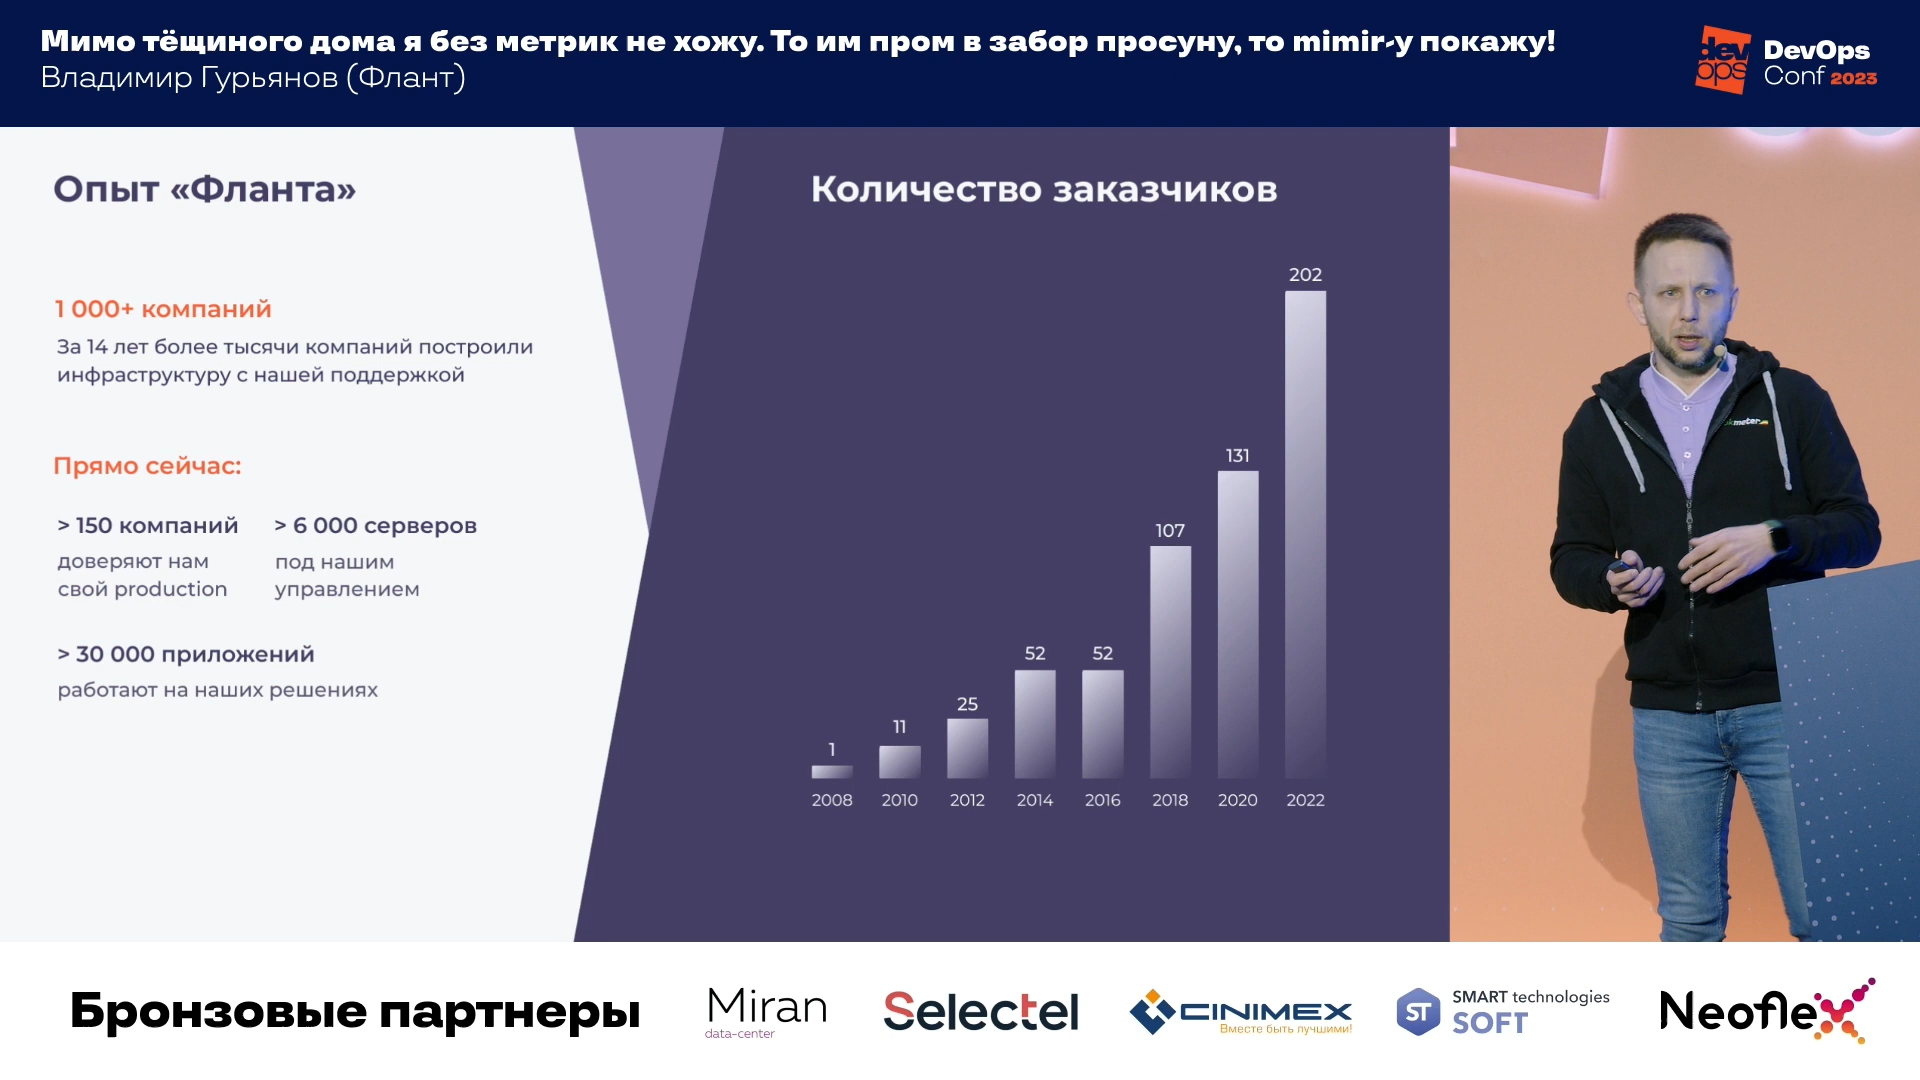 Мимо тёщиного дома я без метрик не хожу. То им пром в забор просуну, то mimir-у покажу!
Владимир Гурьянов (Флант)
dev
ops
DevOps
Conf 2023
Опыт «Фланта»
1 000+ компаний
За 14 лет более тысячи компаний построили
инфраструктуру с нашей поддержкой
Прямо сейчас:
> 150 компаний
доверяют нам
свой production
> 6 000 серверов
под нашим
управлением
> 30 000 приложений
работают на наших решениях
Количество заказчиков
202
131
107
52
52
25
11
1
2008
2010
2012
2014
2016
2018
2020
2022
okmeter
Бронзовые партнеры
Miran
data-center
Selectel
CINIMEX
Вместе быть лучшими!
ST
SMART technologies
SOFT
Neoflex